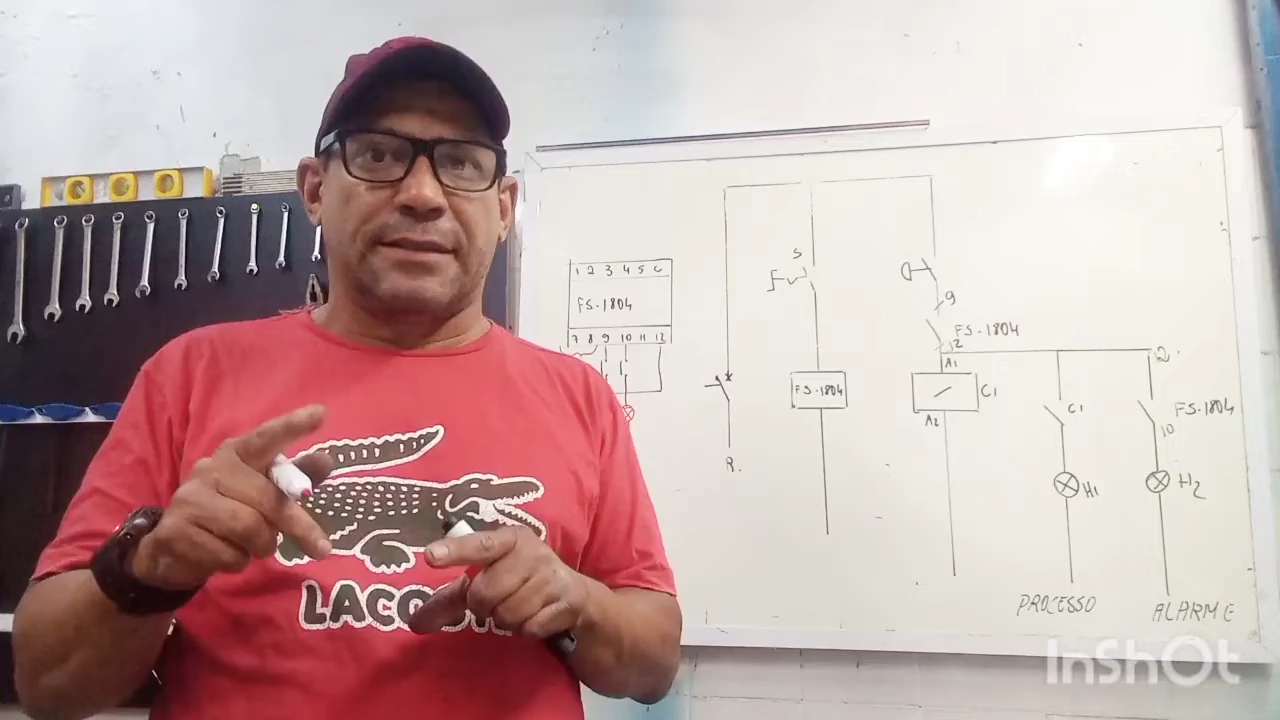 1 2 3 4 5 6
FS-1804
7 8 9 10 11 12
R.
S
FS-1804
9
FS-1804
12
A1
C1
A2
2.
C1
H1
FS-1804
10
H2
PROCESSO
ALARME
LACOSTE
InShOt